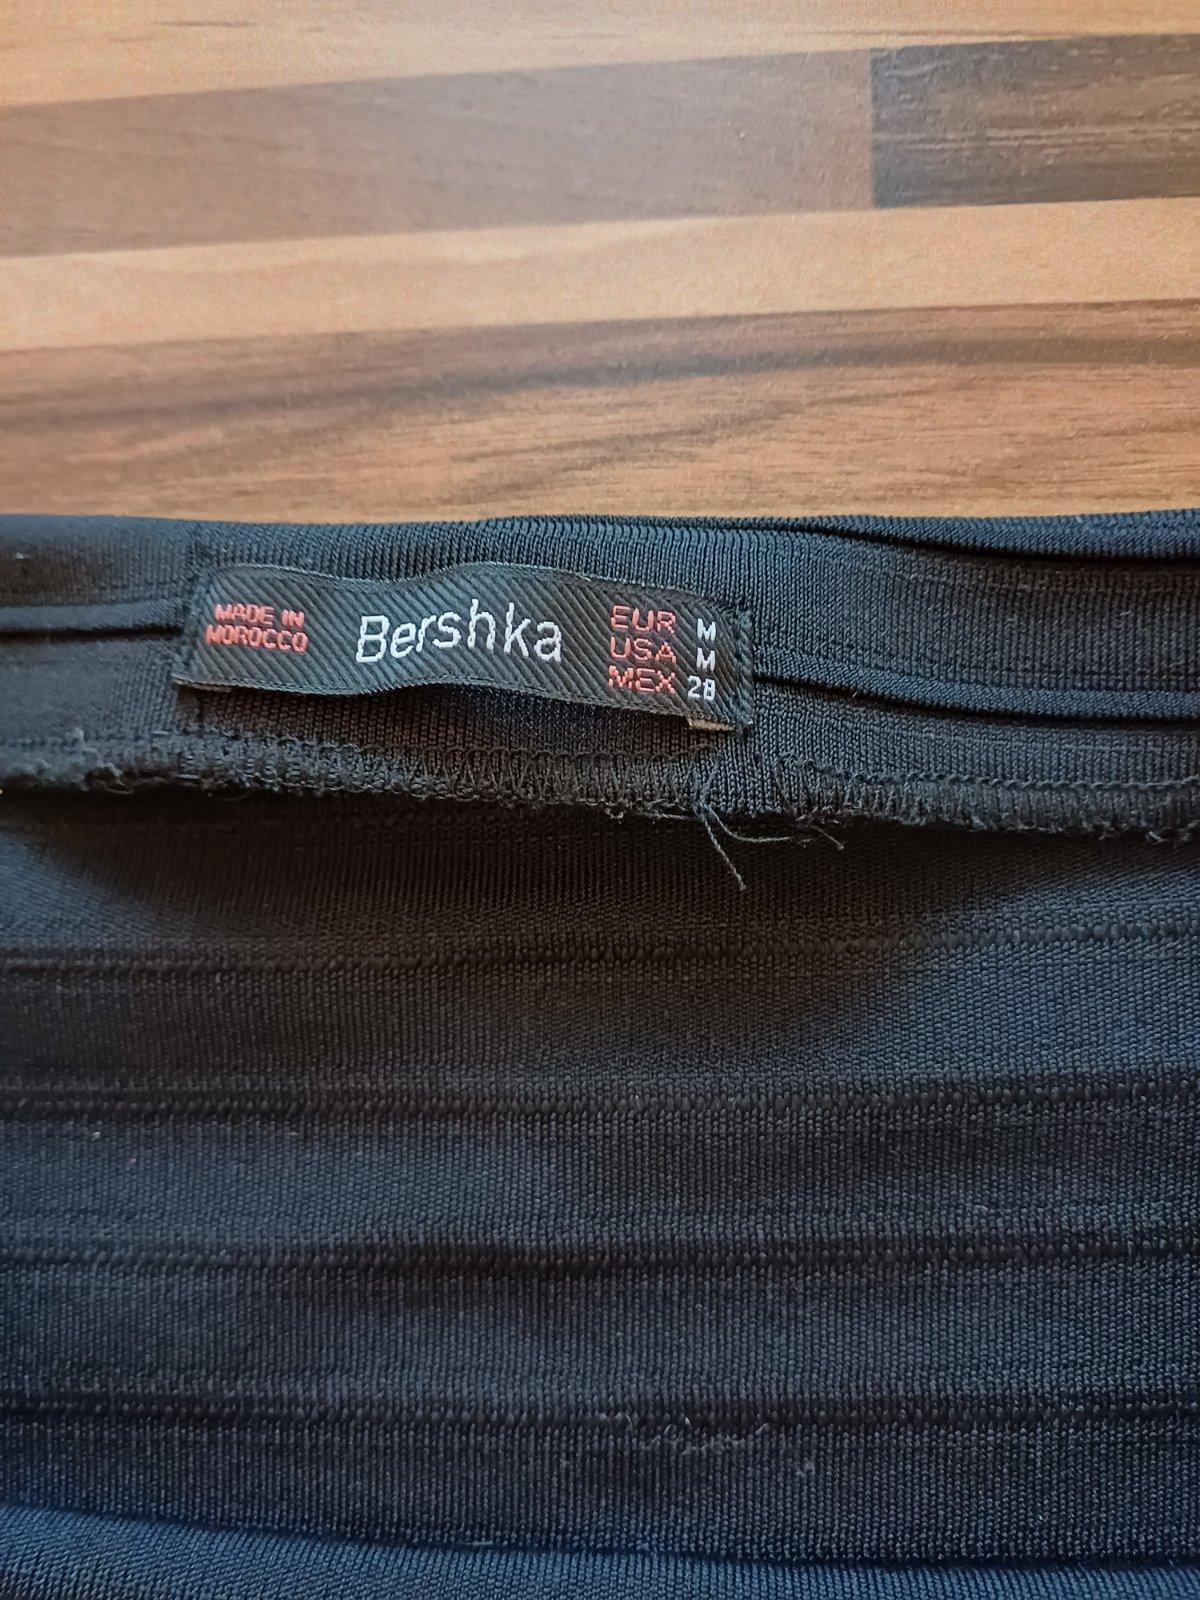 MADE IN
MOROCCO
Bershka
EUR M
USA M
MEX 28